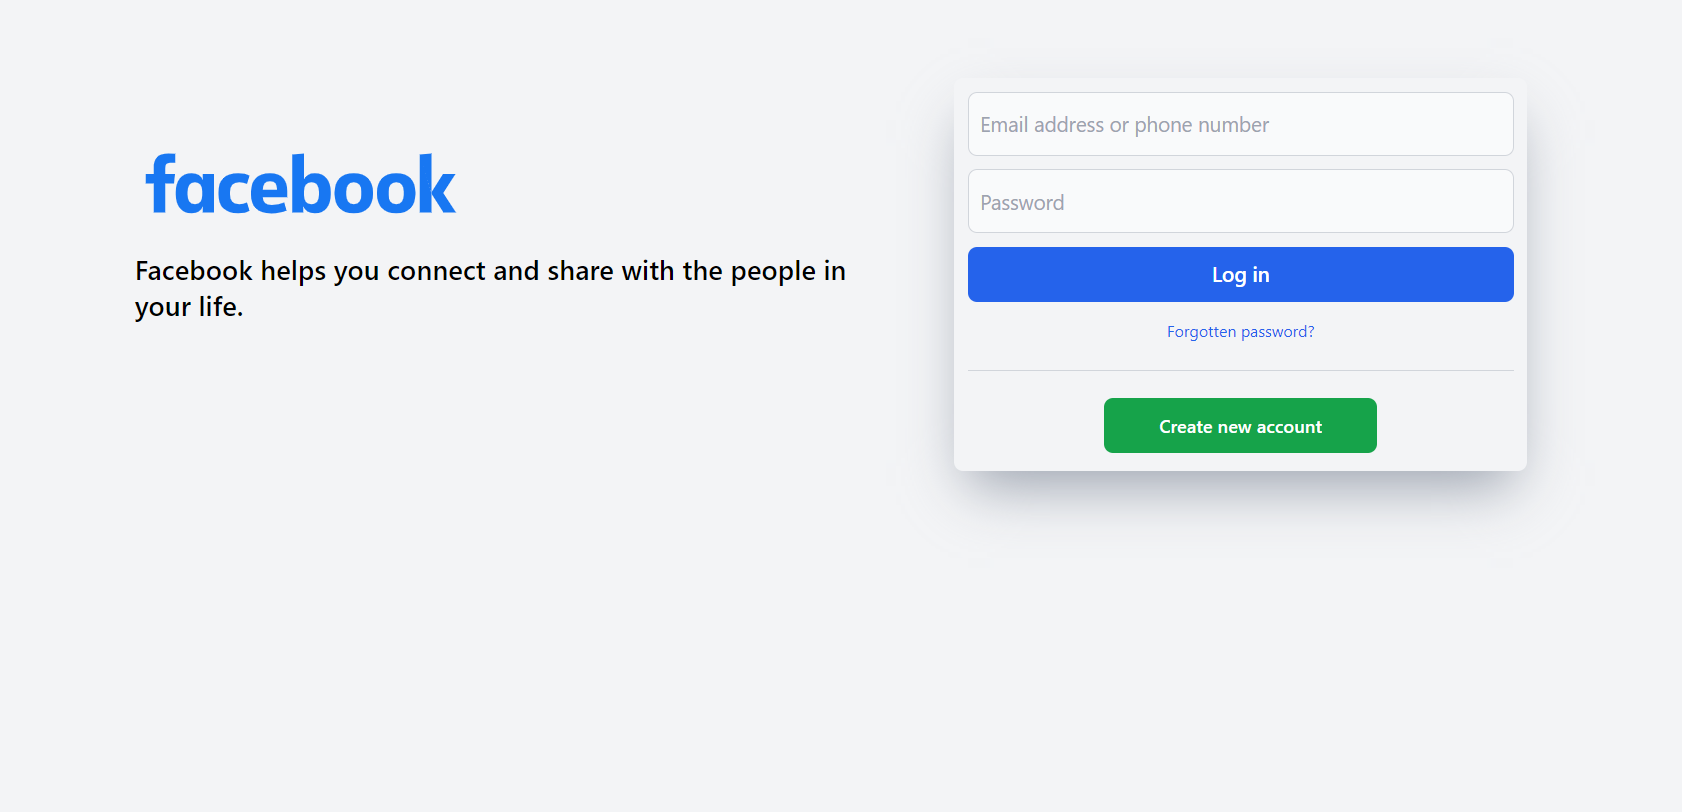 facebook
Facebook helps you connect and share with the people in
your life.
Email address or phone number
Password
Log in
Forgotten password?
Create new account